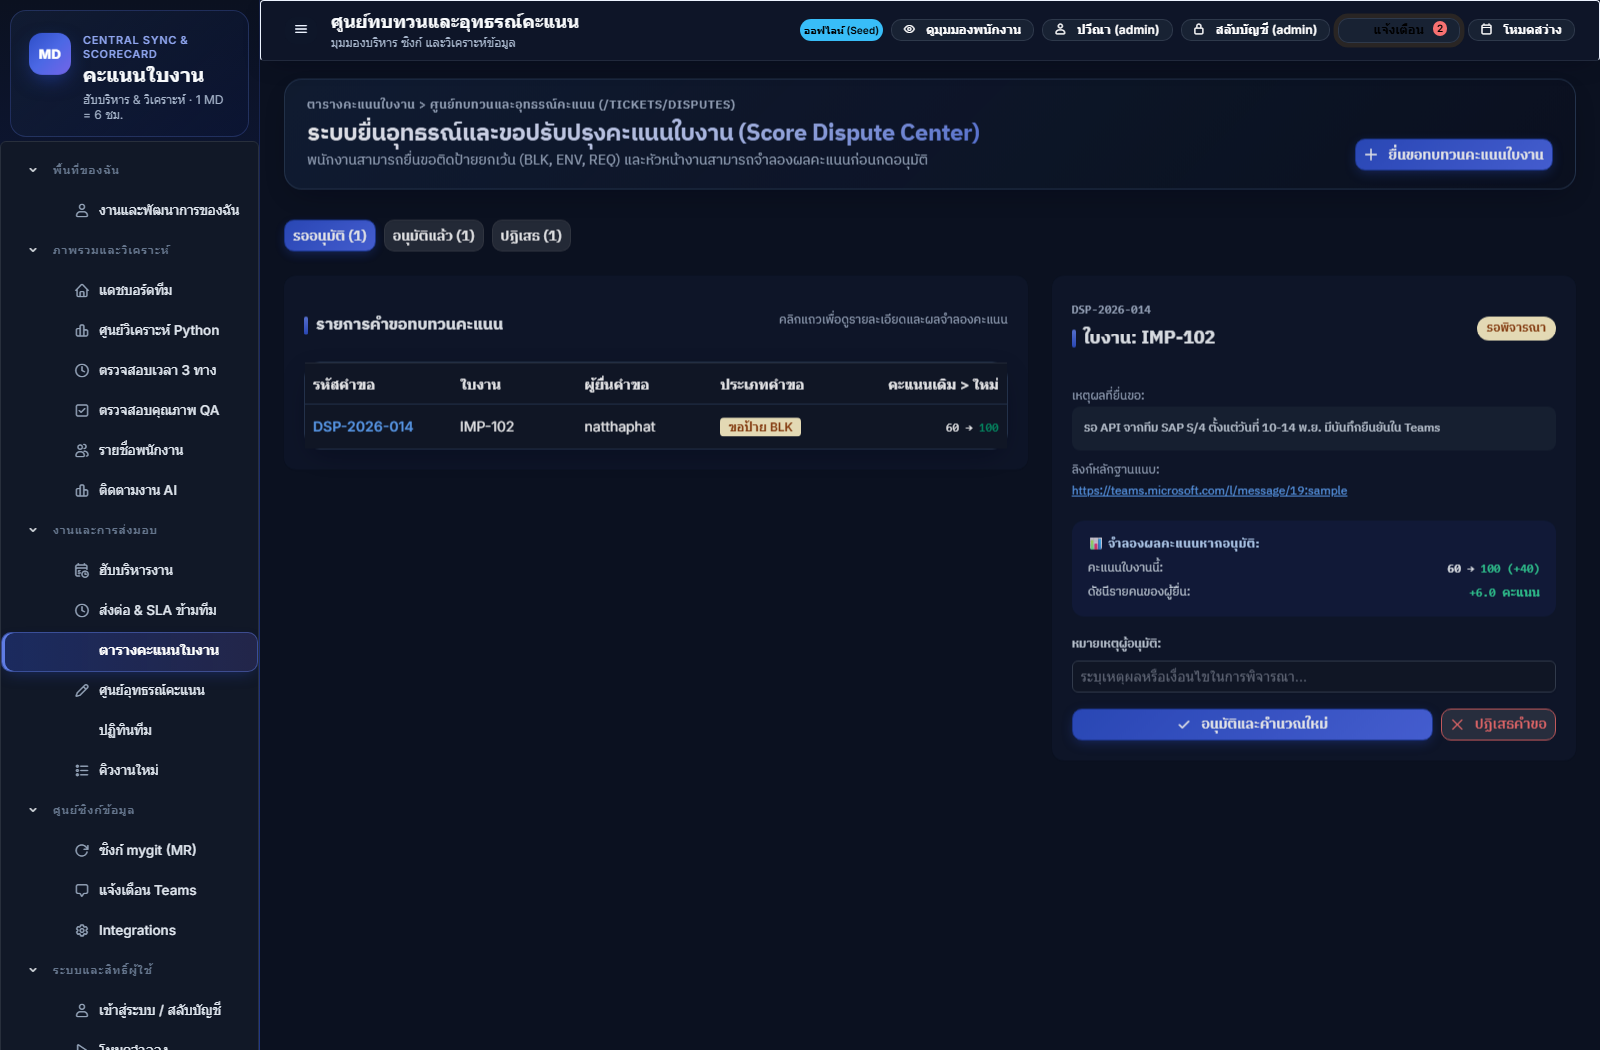 MD
CENTRAL SYNC &
SCORECARD
คะแนนใบงาน
ฮับบริหาร & วิเคราะห์ · 1 MD
= 6 ชม.
พื้นที่ของฉัน
งานและพัฒนาการของฉัน
ภาพรวมและวิเคราะห์
แดชบอร์ดทีม
ศูนย์วิเคราะห์ Python
ตรวจสอบเวลา 3 ทาง
ตรวจสอบคุณภาพ QA
รายชื่อพนักงาน
ติดตามงาน AI
งานและการส่งมอบ
ฮับบริหารงาน
ส่งต่อ & SLA ข้ามทีม
ตารางคะแนนใบงาน
ศูนย์อุทธรณ์คะแนน
ปฏิทินทีม
คิวงานใหม่
ศูนย์ซิงก์ข้อมูล
ซิงก์ mygit (MR)
แจ้งเตือน Teams
Integrations
ระบบและสิทธิ์ผู้ใช้
เข้าสู่ระบบ / สลับบัญชี
ศูนย์ทบทวนและอุทธรณ์คะแนน
มุมมองบริหาร ซิงก์ และวิเคราะห์ข้อมูล
ออฟไลน์ (Seed)
ดูมุมมองพนักงาน
ปวีณา (admin)
สลับบัญชี (admin)
แจ้งเตือน 2
โหมดสว่าง
ตารางคะแนนใบงาน > ศูนย์ทบทวนและอุทธรณ์คะแนน (/TICKETS/DISPUTES)
ระบบยื่นอุทธรณ์และขอปรับปรุงคะแนนใบงาน (Score Dispute Center)
พนักงานสามารถยื่นขอติดป้ายยกเว้น (BLK, ENV, REQ) และหัวหน้างานสามารถจำลองผลคะแนนก่อนกดอนุมัติ
ยื่นขอทบทวนคะแนนใบงาน
รออนุมัติ (1)
อนุมัติแล้ว (1)
ปฏิเสธ (1)
รายการคำขอทบทวนคะแนน
คลิกแถวเพื่อดูรายละเอียดและผลจำลองคะแนน
รหัสคำขอ ใบงาน ผู้ยื่นคำขอ ประเภทคำขอ คะแนนเดิม > ใหม่
DSP-2026-014 IMP-102 natthaphat ขอป้าย BLK 60 → 100
DSP-2026-014
ใบงาน: IMP-102
รอพิจารณา
เหตุผลที่ยื่นขอ:
รอ API จากทีม SAP S/4 ตั้งแต่วันที่ 10-14 พ.ย. มีบันทึกยืนยันใน Teams
ลิงก์หลักฐานแนบ:
https://teams.microsoft.com/l/message/19:sample
📊 จำลองผลคะแนนหากอนุมัติ:
คะแนนใบงานนี้: 60 → 100 (+40)
ดัชนีรายคนของผู้ยื่น: +6.0 คะแนน
หมายเหตุผู้อนุมัติ:
ระบุเหตุผลหรือเงื่อนไขในการพิจารณา...
อนุมัติและคำนวณใหม่
ปฏิเสธคำขอ